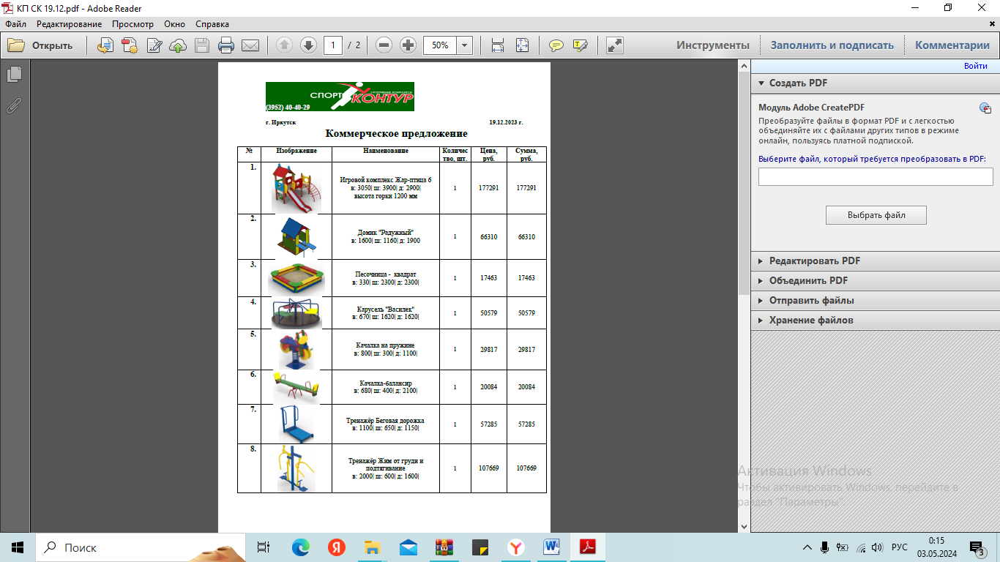 КП СК 19.12.pdf - Adobe Reader
Файл Редактирование Просмотр Окно Справка
Открыть 1 / 2 50% Инструменты Заполнить и подписать Комментарии
Войти
Создать PDF
Модуль Adobe CreatePDF
Преобразуйте файлы в формат PDF и с легкостью
объединяйте их с файлами других типов в режиме
онлайн, пользуясь платной подпиской.
Выберите файл, который требуется преобразовать в PDF:
Выбрать файл
Редактировать PDF
Объединить PDF
Отправить файлы
Хранение файлов
СПОРТ КОНТУР
(3952) 40-40-29
г. Иркутск 19.12.2023 г.
Коммерческое предложение
№ Изображение Наименование Количес Цена, Сумма,
тво, шт. руб. руб.
1.
Игровой комплекс Жар-птица 6
в: 3050| ш: 3900| д: 2900| 1 177291 177291
высота горки 1200 мм
2.
Домик "Радужный"
в: 1600| ш: 1160| д: 1900 1 66310 66310
3.
Песочница - квадрат
в: 330| ш: 2300| д: 2300| 1 17463 17463
4.
Карусель "Василек"
в: 670| ш: 1620| д: 1620| 1 50579 50579
5.
Качалка на пружине
в: 800| ш: 300| д: 1100| 1 29817 29817
6.
Качалка-балансир
в: 680| ш: 400| д: 2100| 1 20084 20084
7.
Тренажёр Беговая дорожка
в: 1100| ш: 650| д: 1150| 1 57285 57285
8.
Тренажёр Жим от груди и
подтягивание 1 107669 107669
в: 2000| ш: 600| д: 1600|
Активация Windows
Чтобы активировать Windows, перейдите в
раздел "Параметры".
Поиск
РУС
0:15
03.05.2024
3